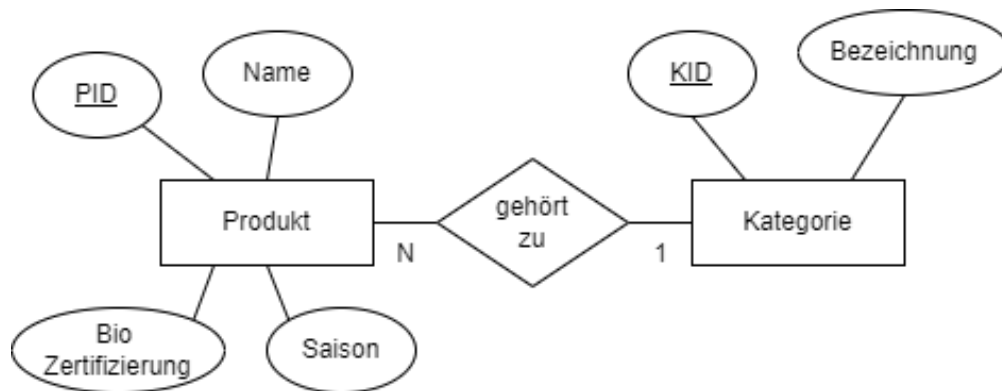 PID
Name
KID
Bezeichnung
Produkt
N
gehört
zu
1
Kategorie
Bio
Zertifizierung
Saison